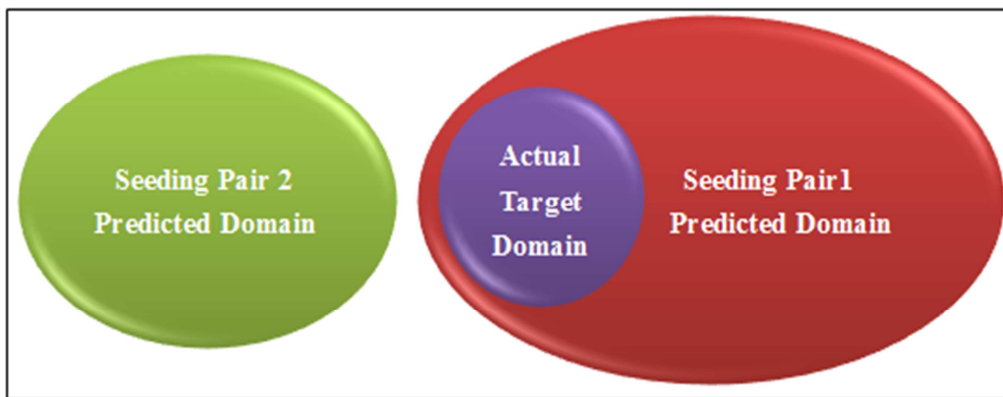 Seeding Pair 2
Predicted Domain
Actual
Target
Domain
Seeding Pair1
Predicted Domain